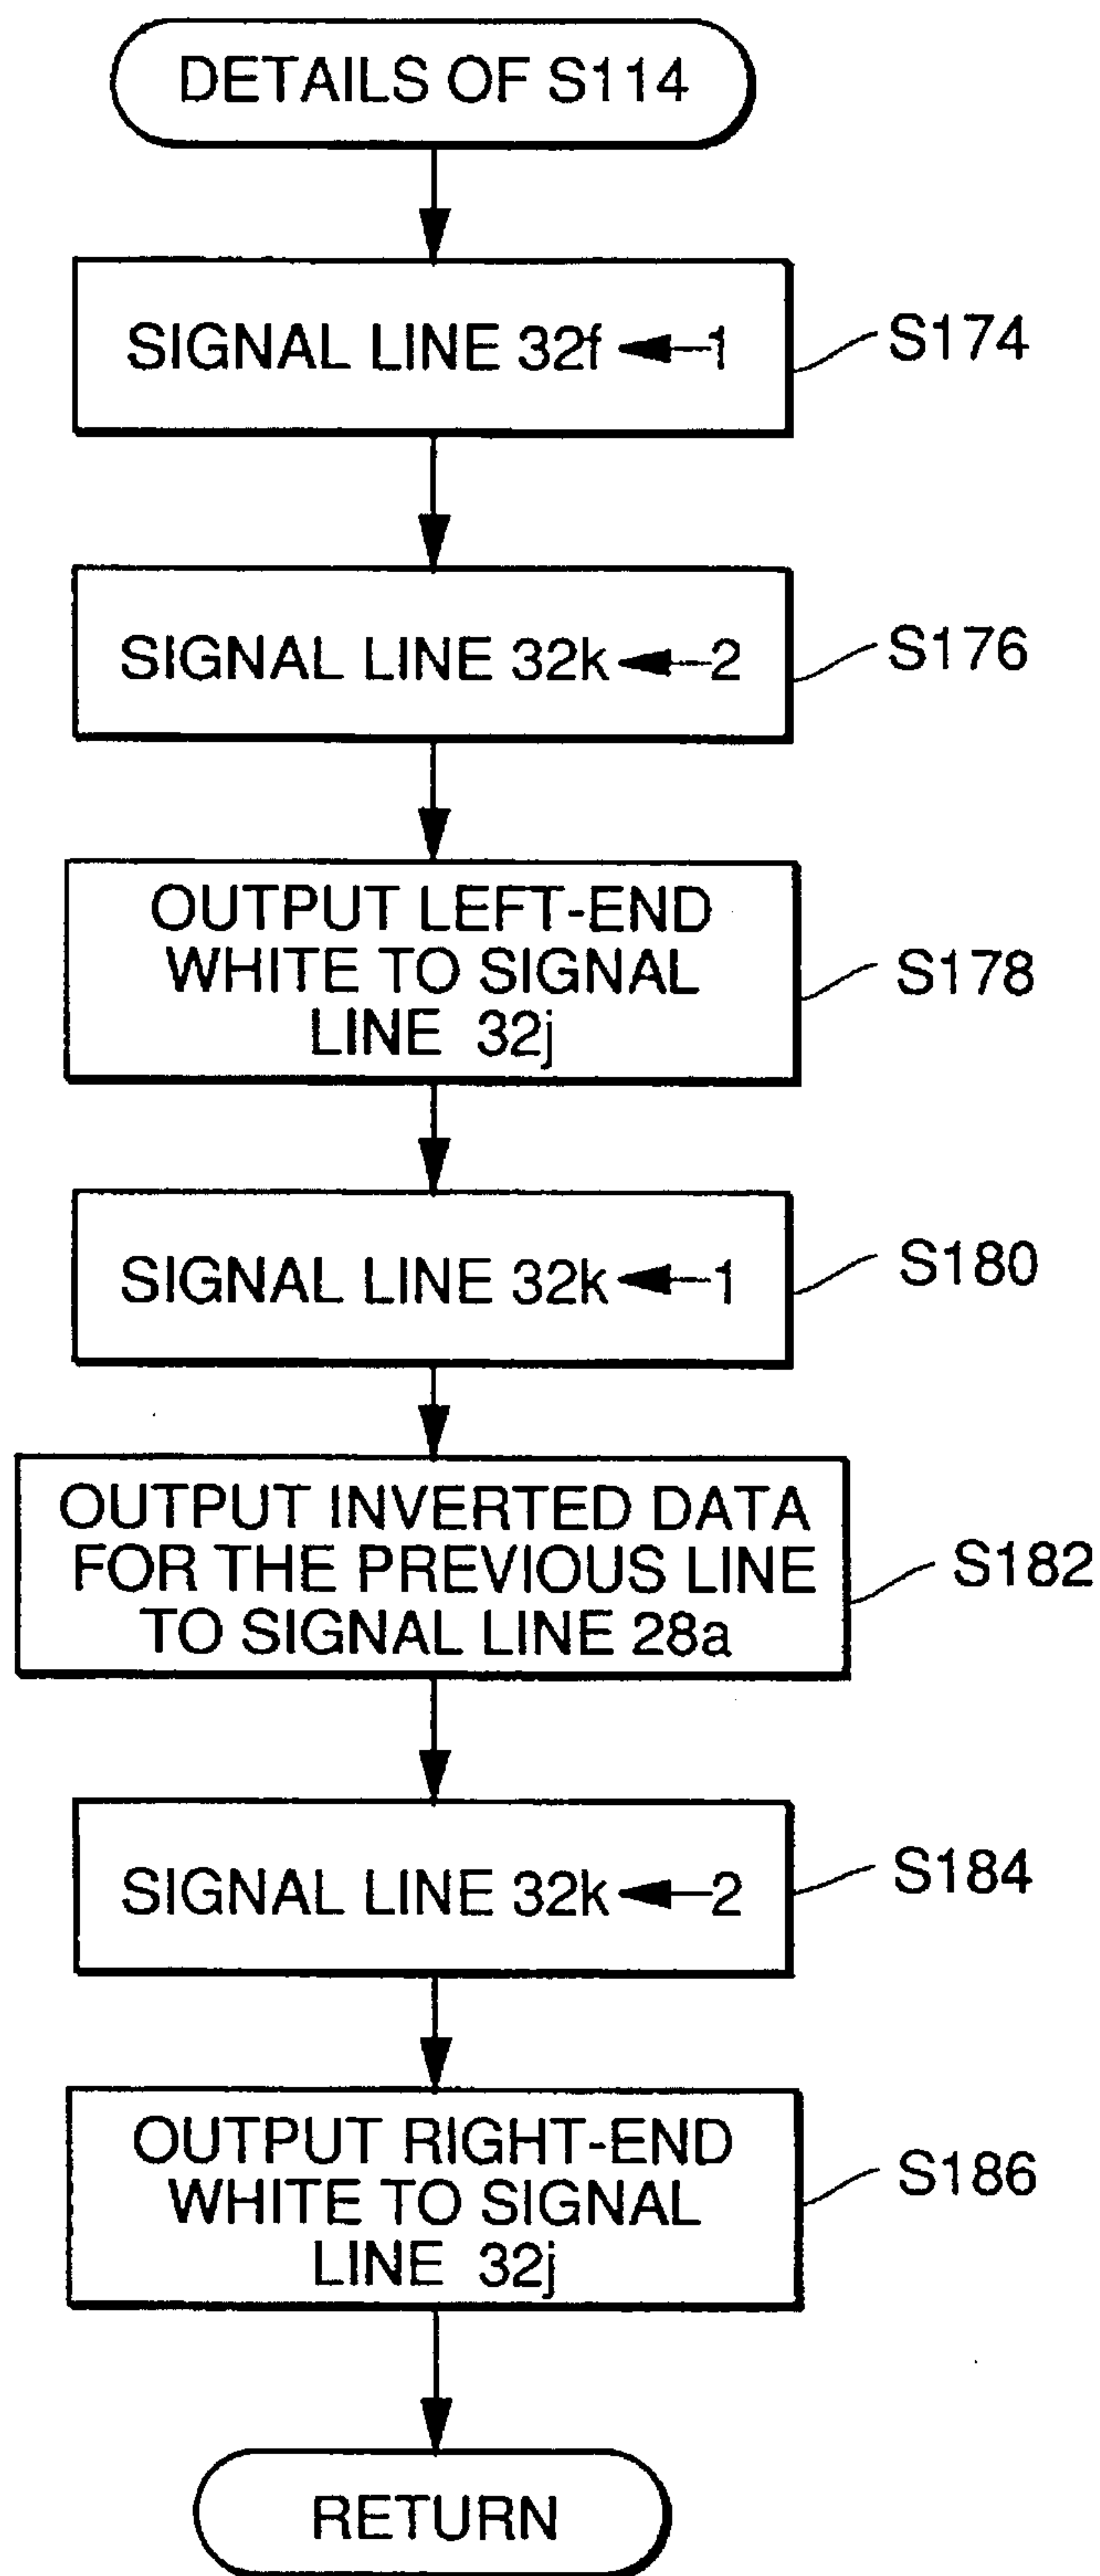 DETAILS OF S114
SIGNAL LINE 32f ←1
S174
SIGNAL LINE 32k ←2
S176
OUTPUT LEFT-END
WHITE TO SIGNAL
LINE 32j
S178
SIGNAL LINE 32k ←1
S180
OUTPUT INVERTED DATA
FOR THE PREVIOUS LINE
TO SIGNAL LINE 28a
S182
SIGNAL LINE 32k ←2
S184
OUTPUT RIGHT-END
WHITE TO SIGNAL
LINE 32j
S186
RETURN